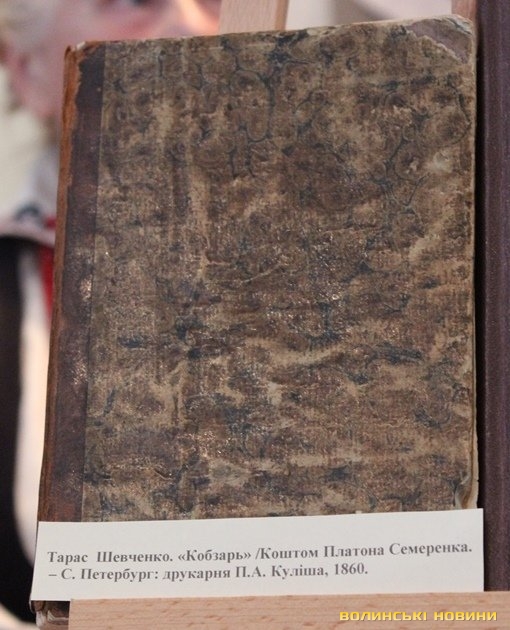 Тарас Шевченко. «Кобзарь» /Коштом Платона Семеренка.
– С. Петербург: друкарня П.А. Куліша, 1860.
ВОЛИНСЬКІ НОВИНИ